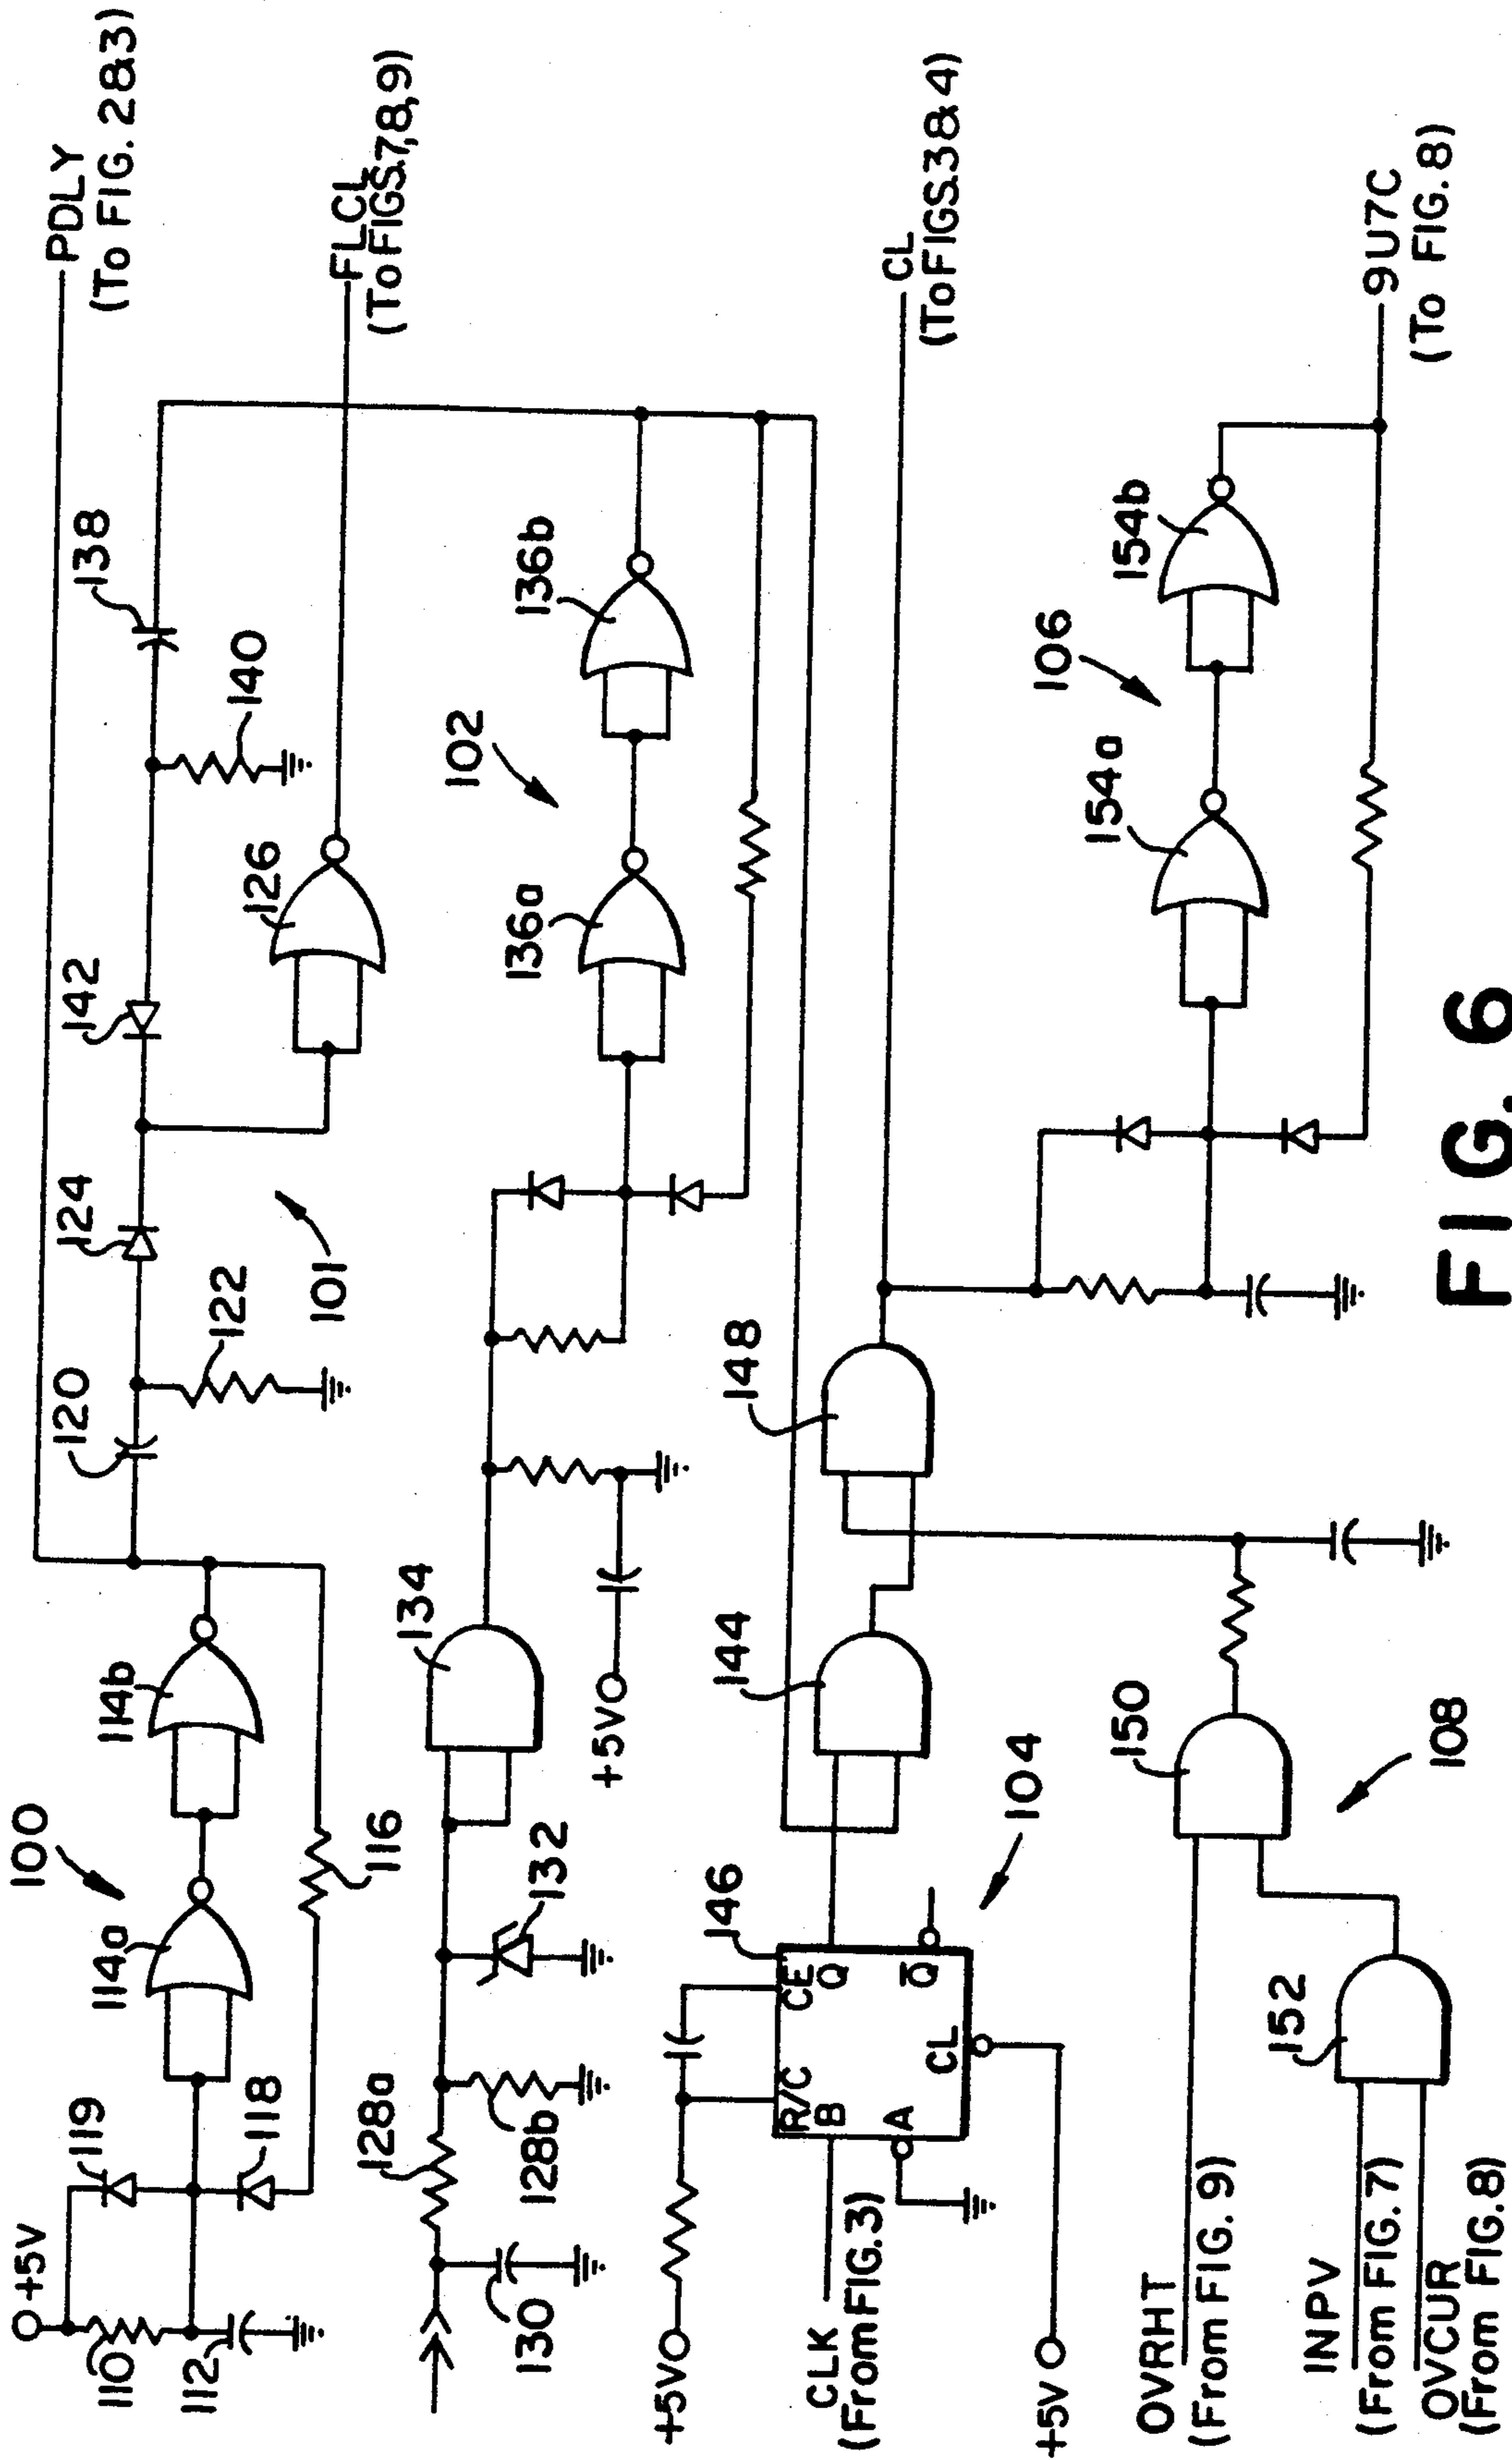 +5V
110
112
119
118
100
114a
114b
116
120
122
124
101
142
126
138
140
PDLY
(To FIG. 2&3)
FLCL
(To FIGS.7,8,9)
130
128a
128b
132
134
+5V
102
136a
136b
+5V
CLK
(From FIG.3)
R/C
B
A
CE
Q
Q̅
CL
146
104
+5V
144
148
CL
(To FIGS.3&4)
OVRHT
(From FIG. 9)
INPV
(From FIG.7)
OVCUR
(From FIG.8)
152
150
108
154a
106
154b
9U7C
(To FIG. 8)
FIG. 6